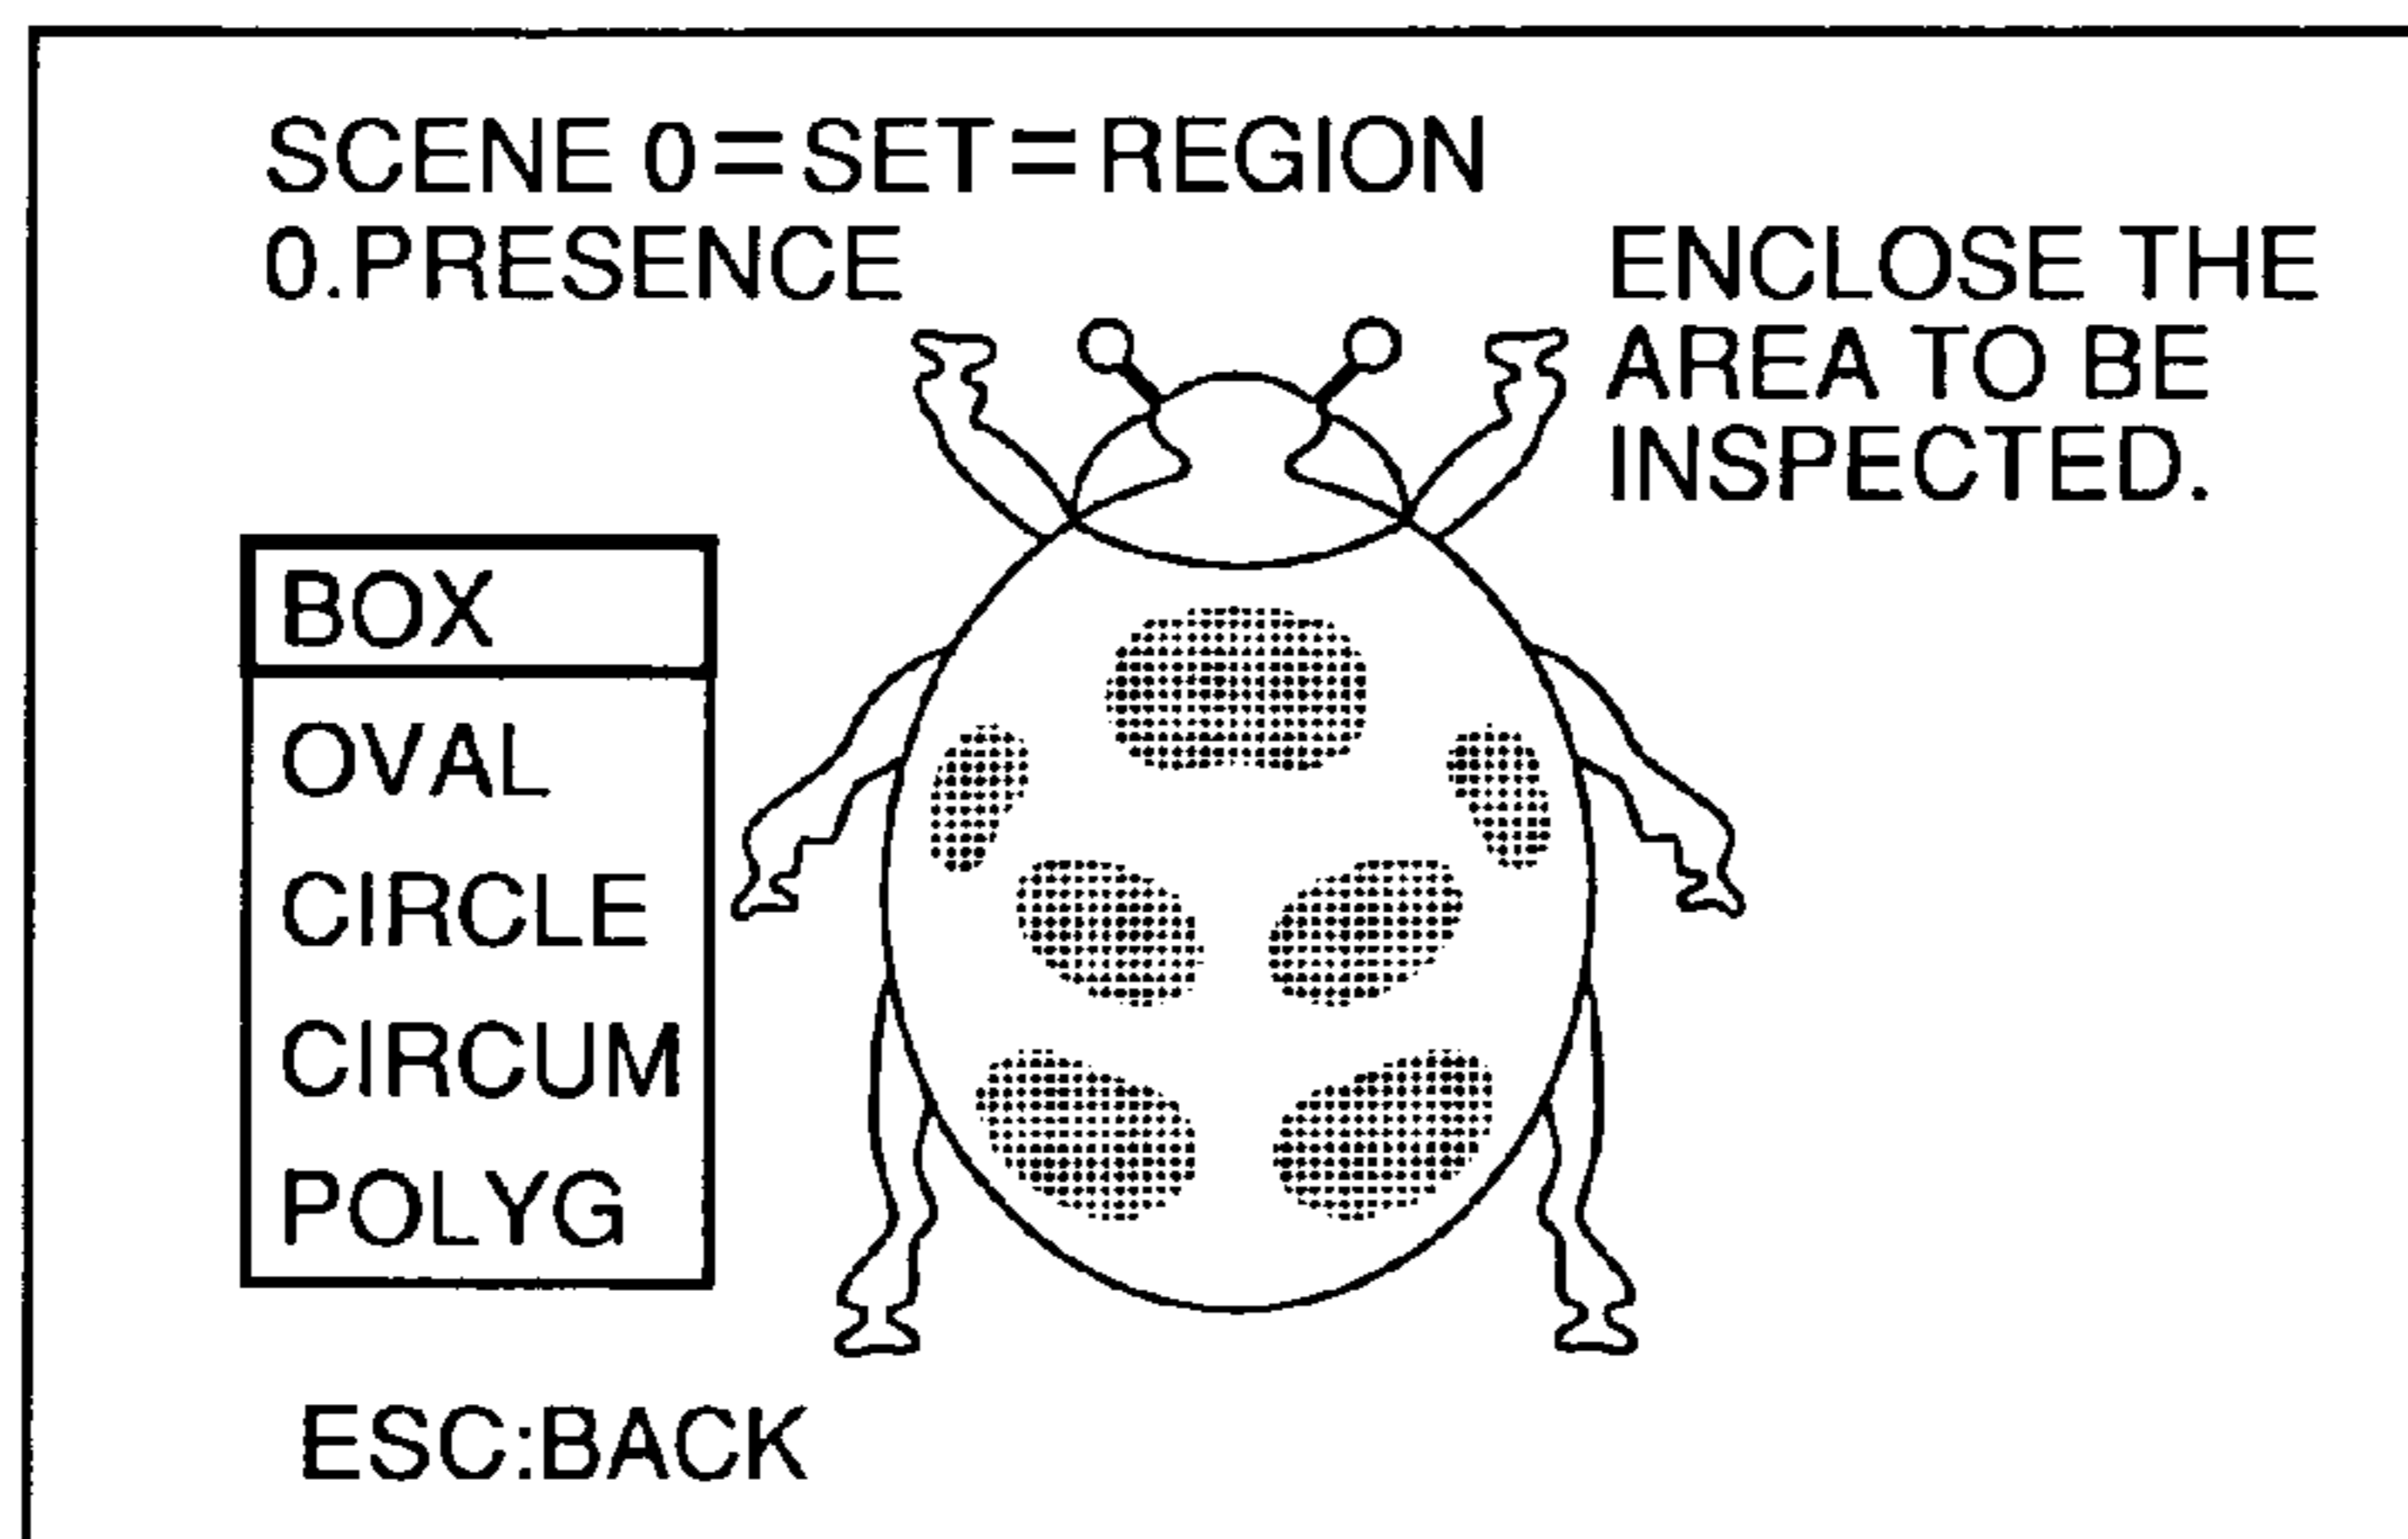 SCENE 0=SET=REGION
0.PRESENCE
ENCLOSE THE
AREA TO BE
INSPECTED.
BOX
OVAL
CIRCLE
CIRCUM
POLYG
ESC:BACK